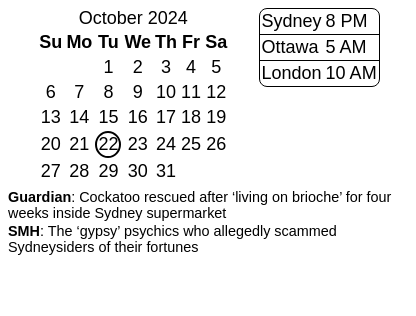 October 2024
Su Mo Tu We Th Fr Sa
1 2 3 4 5
6 7 8 9 10 11 12
13 14 15 16 17 18 19
20 21 22 23 24 25 26
27 28 29 30 31
Sydney 8 PM
Ottawa 5 AM
London 10 AM
Guardian: Cockatoo rescued after ‘living on brioche’ for four
weeks inside Sydney supermarket
SMH: The ‘gypsy’ psychics who allegedly scammed
Sydneysiders of their fortunes